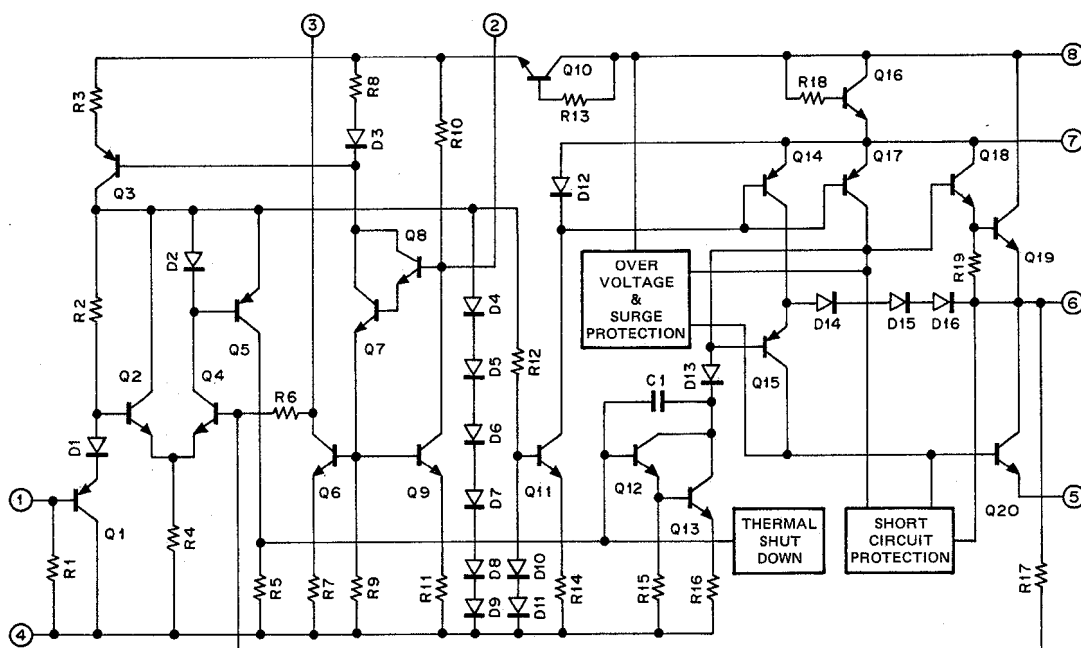 3
2
8
Q10
R18
Q16
R3
R8
R10
R13
D3
7
Q14
Q17
Q18
Q3
D12
Q8
D2
OVER
VOLTAGE
&
SURGE
PROTECTION
R19
Q19
R2
D4
6
D14
D15
D16
Q5
Q7
D5
R12
Q15
D13
Q2
Q4
R6
C1
D1
D6
Q6
Q9
D7
Q11
Q12
1
Q1
Q13
Q20
5
R4
THERMAL
SHUT
DOWN
SHORT
CIRCUIT
PROTECTION
R1
R5
R7
R9
R11
D8
D10
R14
R15
R16
R17
D9
D11
4